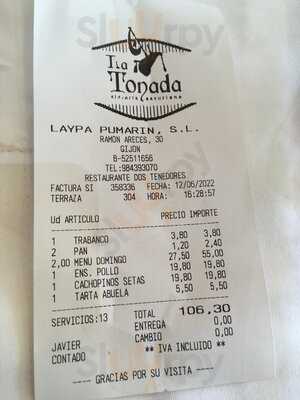 La
Tonada
sidrería asturiana
LAYPA PUMARIN, S.L.
RAMON ARECES, 30
GIJON
B-52511656
TEL:984393070
RESTAURANTE DOS TENEDORES
FACTURA SI 358336 FECHA: 12/06/2022
TERRAZA 304 HORA: 16:28:57
Ud ARTICULO PRECIO IMPORTE
1 TRABANCO 3,80 3,80
2 PAN 1,20 2,40
2,00 MENU DOMINGO 27,50 55,00
1 ENS. POLLO 19,80 19,80
1 CACHOPINOS SETAS 19,80 19,80
1 TARTA ABUELA 5,50 5,50
SERVICIOS:13 TOTAL 106,30
ENTREGA 0,00
JAVIER CAMBIO 0,00
CONTADO ** IVA INCLUIDO **
---- GRACIAS POR SU VISITA ----